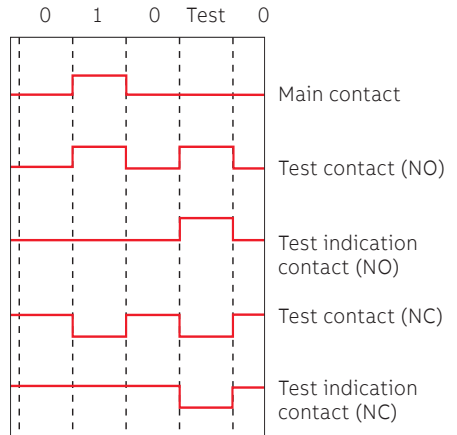 0 1 0 Test 0
Main contact
Test contact (NO)
Test indication
contact (NO)
Test contact (NC)
Test indication
contact (NC)